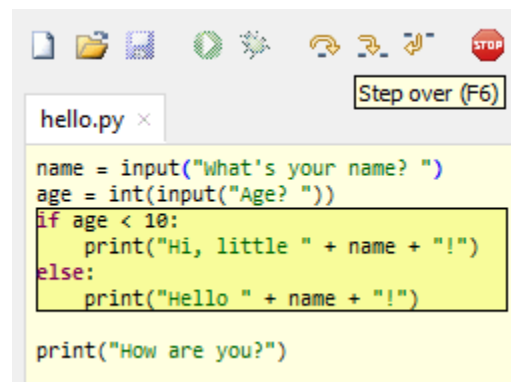 STOP
Step over (F6)
hello.py ×
name = input("What's your name? ")
age = int(input("Age? "))
if age < 10:
    print("Hi, little " + name + "!")
else:
    print("Hello " + name + "!")
print("How are you?")